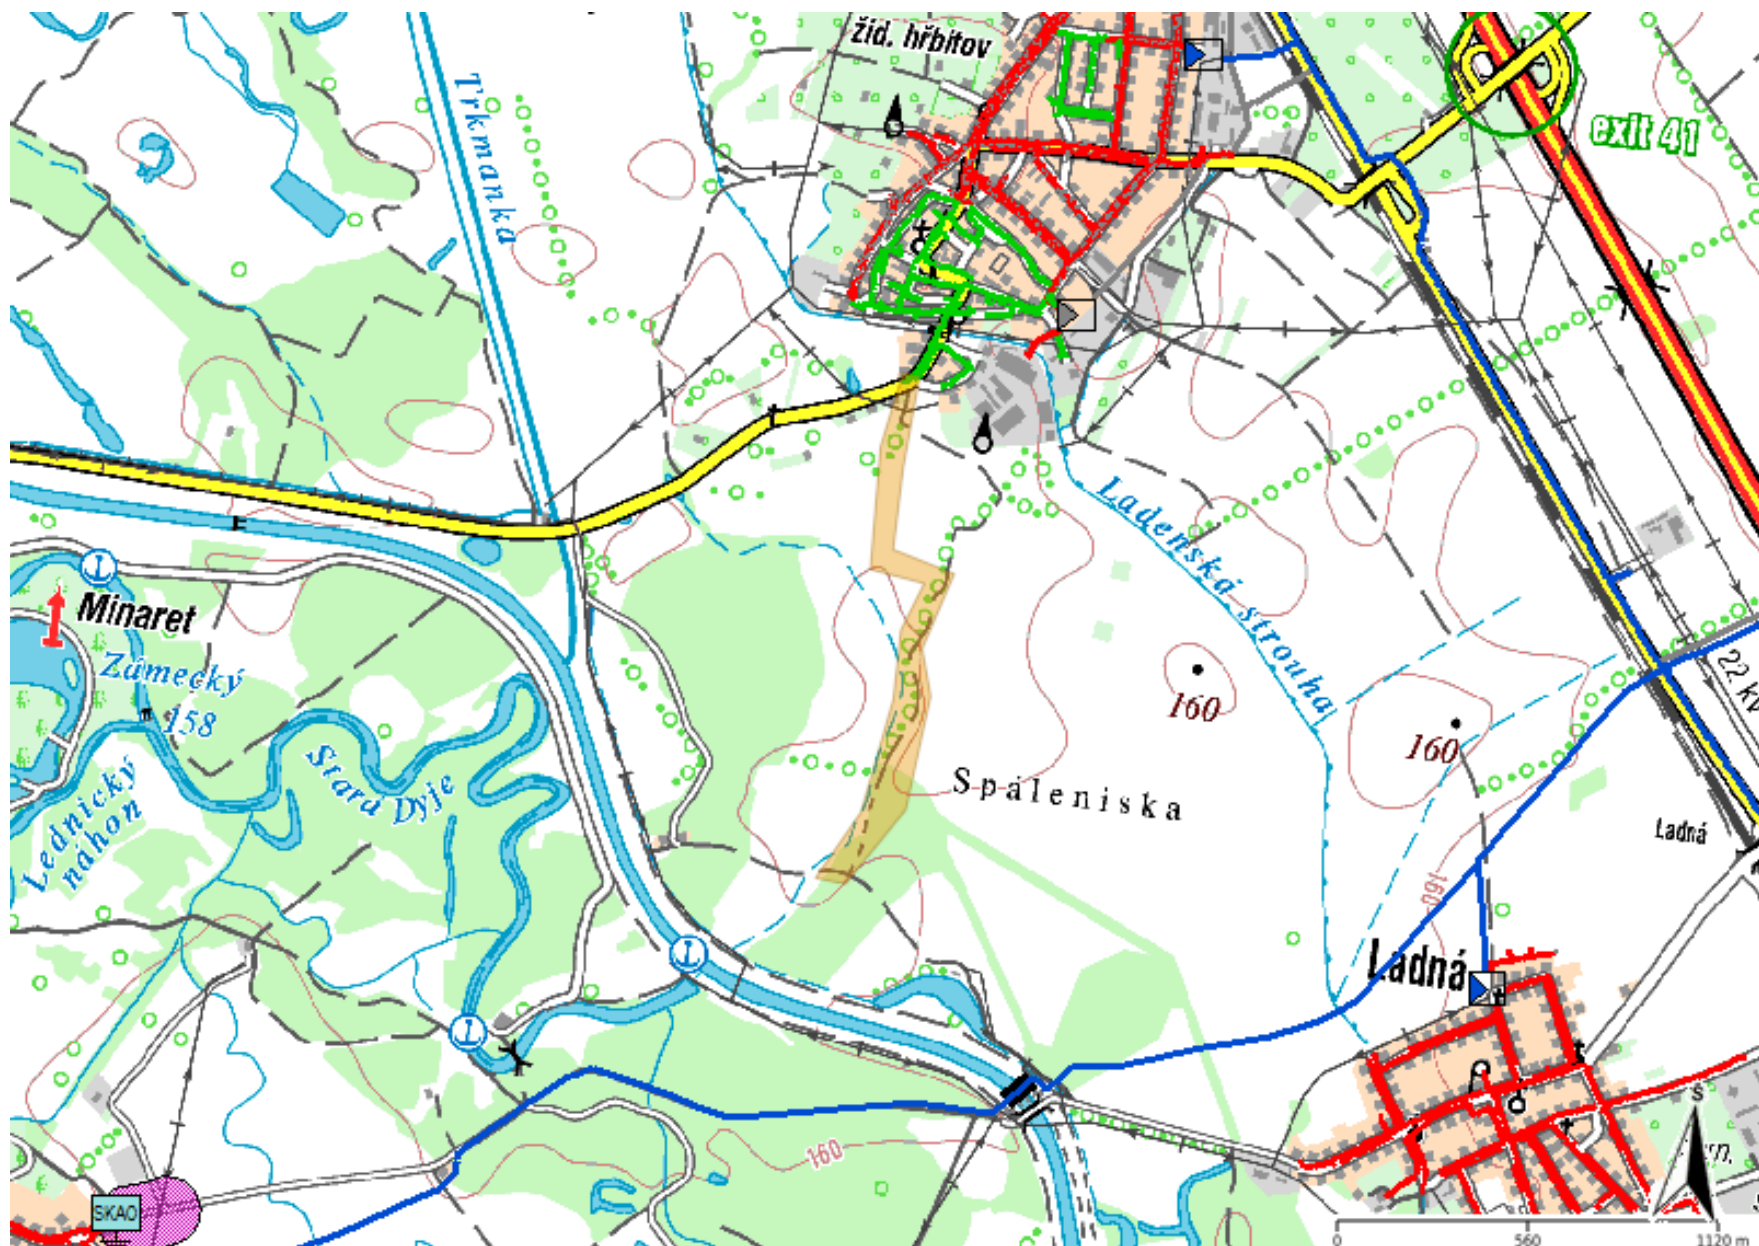 žid. hřbitov
Trkmanka
exit 41
Minaret
Zámecký
158
Lednický
náhon
Stará Dyje
Ladenská strouha
160
160
Spáleniska
22 kV
Ladná
160
Ladná
160
SKAO
S
0 560 1120 m